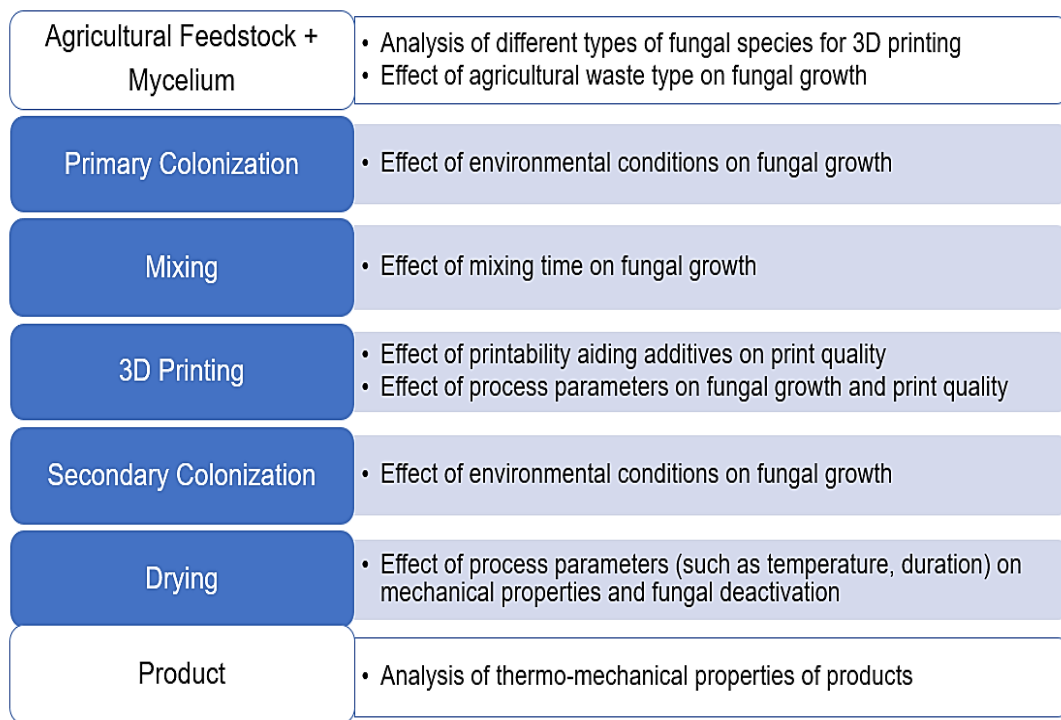 Agricultural Feedstock +
Mycelium
• Analysis of different types of fungal species for 3D printing
• Effect of agricultural waste type on fungal growth
Primary Colonization
• Effect of environmental conditions on fungal growth
Mixing
• Effect of mixing time on fungal growth
3D Printing
• Effect of printability aiding additives on print quality
• Effect of process parameters on fungal growth and print quality
Secondary Colonization
• Effect of environmental conditions on fungal growth
Drying
• Effect of process parameters (such as temperature, duration) on
mechanical properties and fungal deactivation
Product
• Analysis of thermo-mechanical properties of products